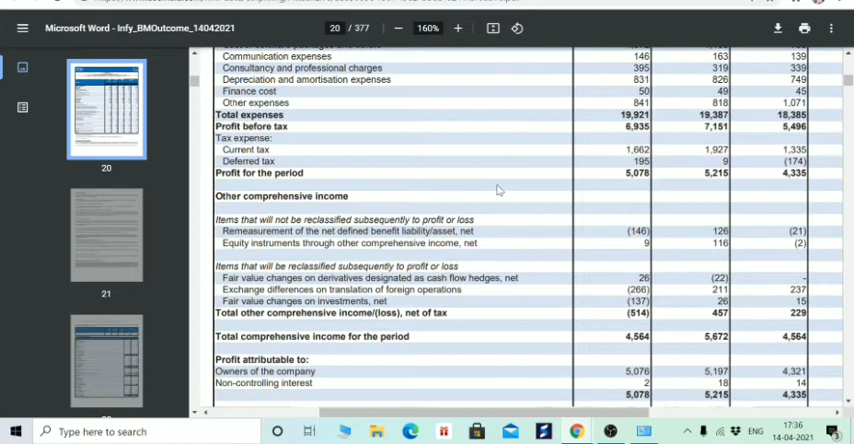 Microsoft Word - Infy_BMOutcome_14042021
20 / 377
160%
20
21
Communication expenses 146 163 139
Consultancy and professional charges 395 319 339
Depreciation and amortisation expenses 831 826 749
Finance cost 50 49 45
Other expenses 841 818 1,071
Total expenses 19,921 19,387 18,385
Profit before tax 6,935 7,151 5,496
Tax expense:
Current tax 1,662 1,927 1,335
Deferred tax 195 9 (174)
Profit for the period 5,078 5,215 4,335
Other comprehensive income
Items that will not be reclassified subsequently to profit or loss
Remeasurement of the net defined benefit liability/asset, net (146) 126 (21)
Equity instruments through other comprehensive income, net 9 116 (2)
Items that will be reclassified subsequently to profit or loss
Fair value changes on derivatives designated as cash flow hedges, net 26 (22) -
Exchange differences on translation of foreign operations (266) 211 237
Fair value changes on investments, net (137) 26 15
Total other comprehensive income/(loss), net of tax (514) 457 229
Total comprehensive income for the period 4,564 5,672 4,564
Profit attributable to:
Owners of the company 5,076 5,197 4,321
Non-controlling interest 2 18 14
5,078 5,215 4,335
Type here to search
ENG
17:36
14-04-2021
3